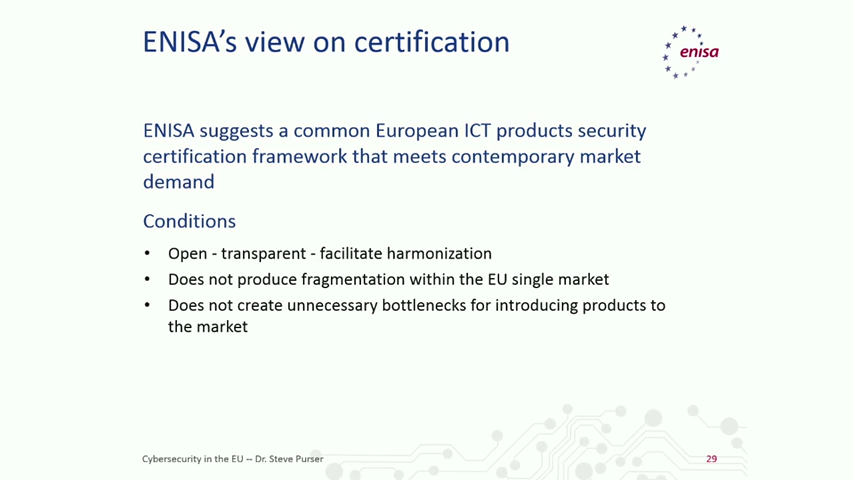 ENISA's view on certification
enisa
ENISA suggests a common European ICT products security
certification framework that meets contemporary market
demand
Conditions
• Open - transparent - facilitate harmonization
• Does not produce fragmentation within the EU single market
• Does not create unnecessary bottlenecks for introducing products to
the market
Cybersecurity in the EU -- Dr. Steve Purser
29